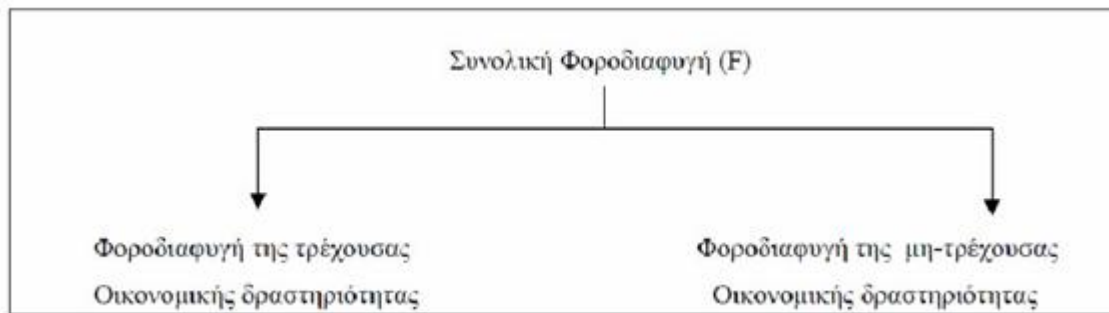 Συνολική Φοροδιαφυγή (F)
Φοροδιαφυγή της τρέχουσας
Οικονομικής δραστηριότητας
Φοροδιαφυγή της μη-τρέχουσας
Οικονομικής δραστηριότητας